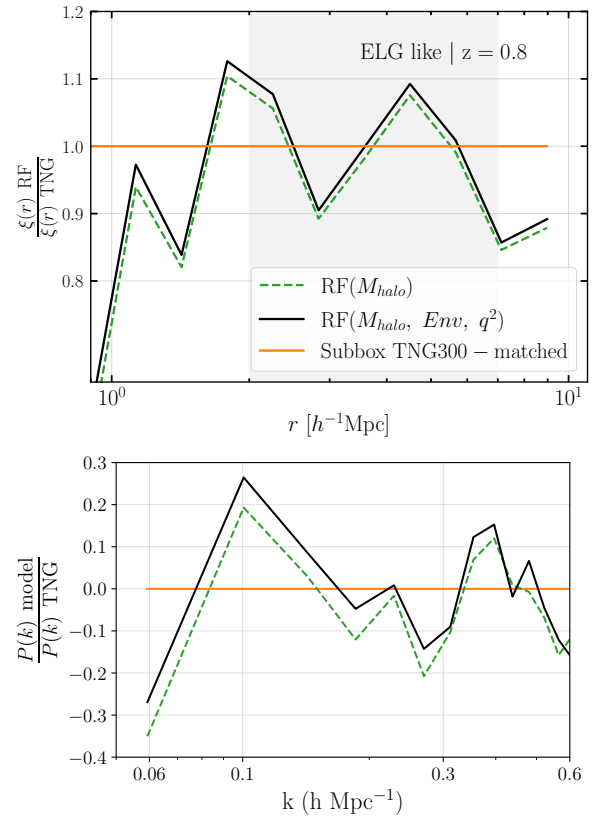 1.2
1.1
1.0
0.9
0.8
ξ(r) RF
ξ(r) TNG
ELG like | z = 0.8
RF(M_halo)
RF(M_halo, Env, q²)
Subbox TNG300 − matched
10⁰
10¹
r [h⁻¹Mpc]
0.3
0.2
0.1
0.0
−0.1
−0.2
−0.3
−0.4
P(k) model
P(k) TNG
0.06
0.1
0.3
0.6
k (h Mpc⁻¹)